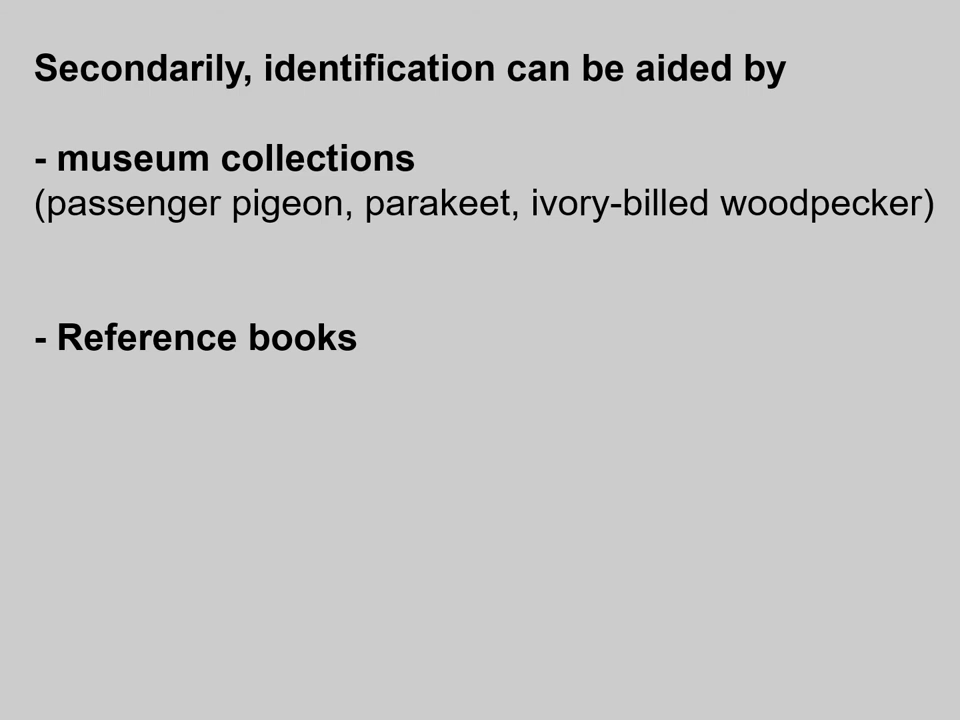 Secondarily, identification can be aided by
- museum collections
(passenger pigeon, parakeet, ivory-billed woodpecker)
- Reference books